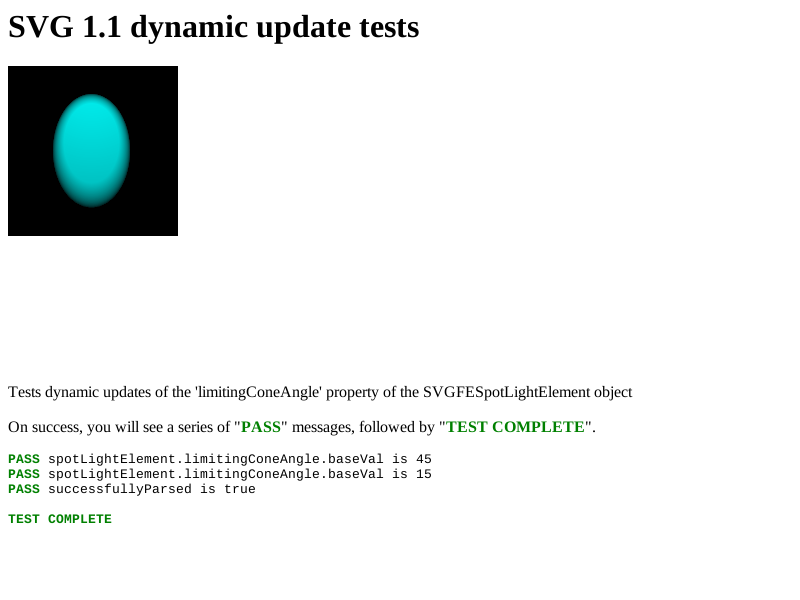 SVG 1.1 dynamic update tests
Tests dynamic updates of the 'limitingConeAngle' property of the SVGFESpotLightElement object
On success, you will see a series of "PASS" messages, followed by "TEST COMPLETE".
PASS spotLightElement.limitingConeAngle.baseVal is 45
PASS spotLightElement.limitingConeAngle.baseVal is 15
PASS successfullyParsed is true
TEST COMPLETE